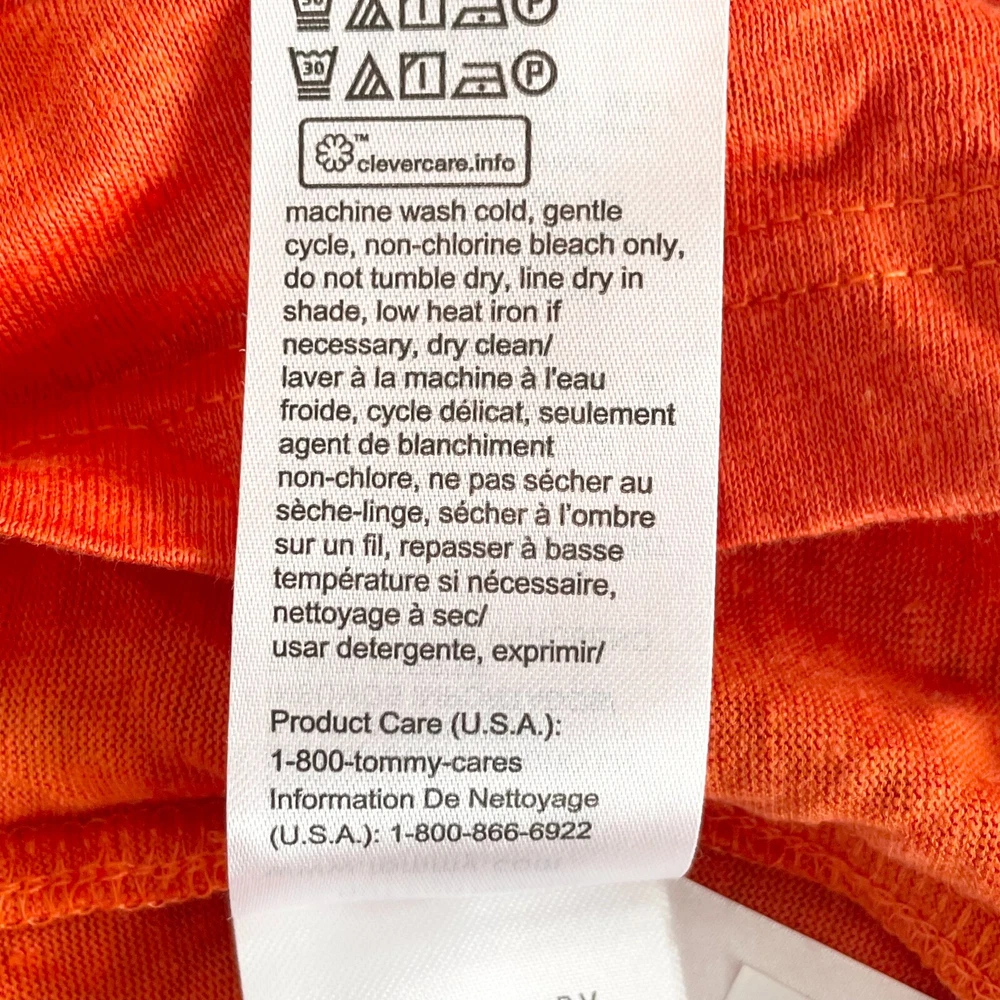 30 P
30 P
™
clevercare.info
machine wash cold, gentle
cycle, non-chlorine bleach only,
do not tumble dry, line dry in
shade, low heat iron if
necessary, dry clean/
laver à la machine à l'eau
froide, cycle délicat, seulement
agent de blanchiment
non-chlore, ne pas sécher au
sèche-linge, sécher à l'ombre
sur un fil, repasser à basse
température si nécessaire,
nettoyage à sec/
usar detergente, exprimir/
Product Care (U.S.A.):
1-800-tommy-cares
Information De Nettoyage
(U.S.A.): 1-800-866-6922